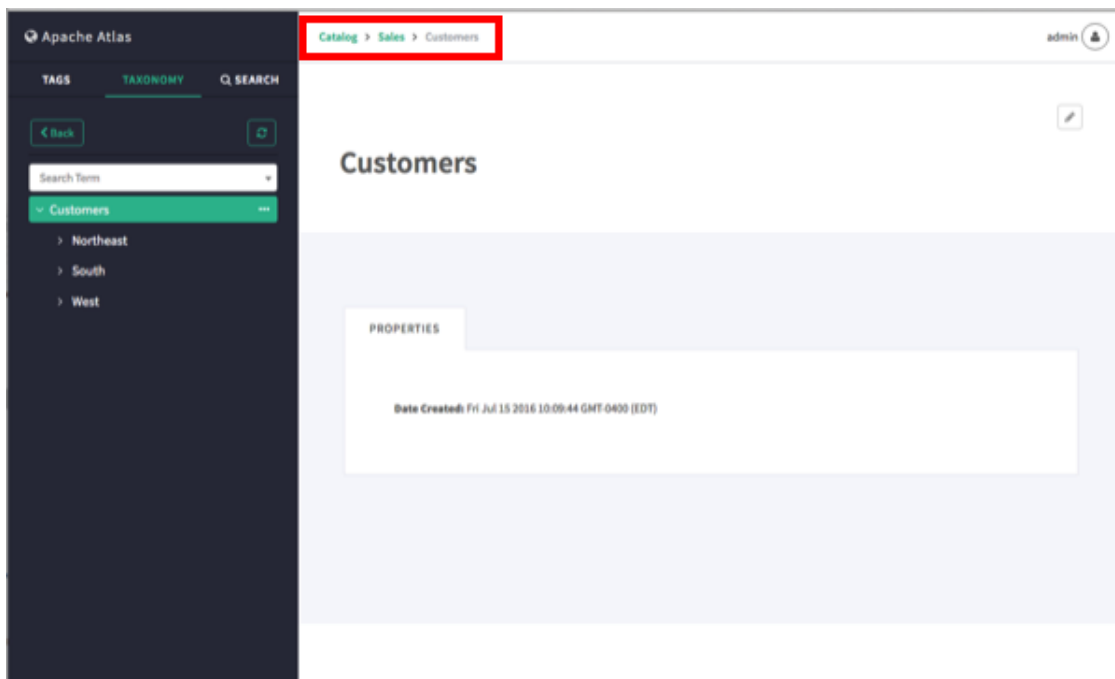 Apache Atlas
Catalog > Sales > Customers
admin
TAGS TAXONOMY SEARCH
Back
Search Term
Customers
Northeast
South
West
Customers
PROPERTIES
Date Created: Fri Jul 15 2016 10:09:44 GMT-0400 (EDT)